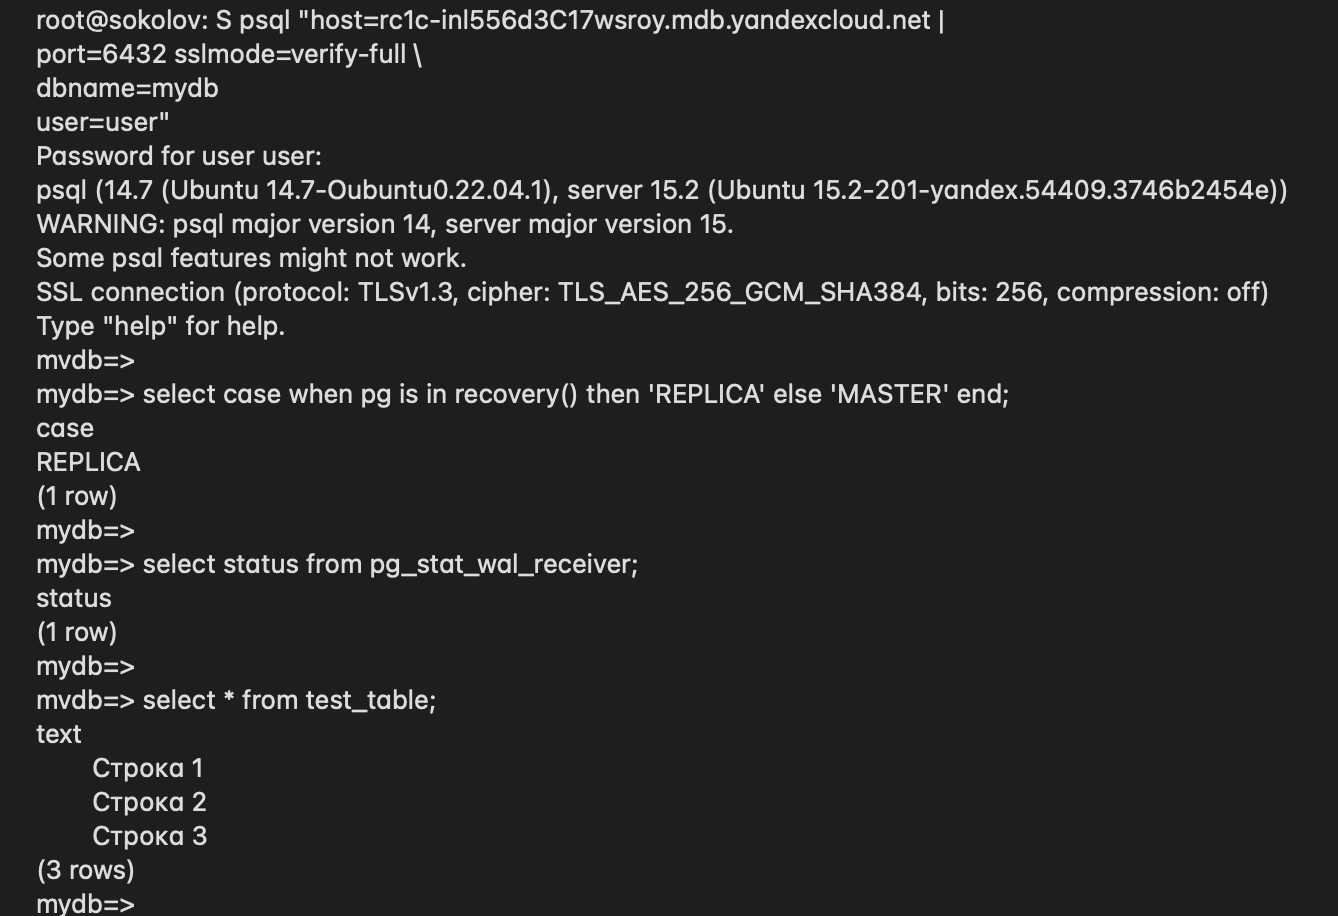 root@sokolov: S psql "host=rc1c-inl556d3C17wsroy.mdb.yandexcloud.net |
port=6432 sslmode=verify-full \
dbname=mydb
user=user"
Password for user user:
psql (14.7 (Ubuntu 14.7-Oubuntu0.22.04.1), server 15.2 (Ubuntu 15.2-201-yandex.54409.3746b2454e))
WARNING: psql major version 14, server major version 15.
Some psal features might not work.
SSL connection (protocol: TLSv1.3, cipher: TLS_AES_256_GCM_SHA384, bits: 256, compression: off)
Type "help" for help.
mvdb=>
mydb=> select case when pg is in recovery() then 'REPLICA' else 'MASTER' end;
case
REPLICA
(1 row)
mydb=>
mydb=> select status from pg_stat_wal_receiver;
status
(1 row)
mydb=>
mvdb=> select * from test_table;
text
Строка 1
Строка 2
Строка 3
(3 rows)
mydb=>